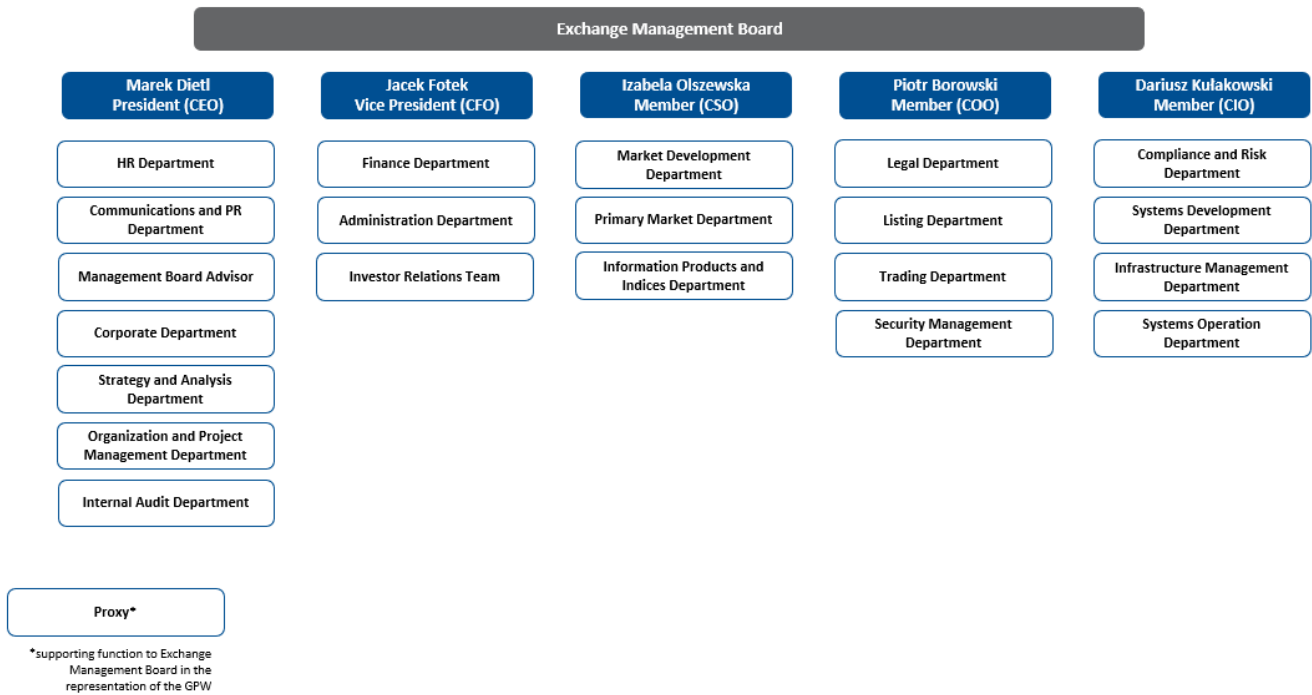 Exchange Management Board
Marek Dietl
President (CEO)
HR Department
Communications and PR
Department
Management Board Advisor
Corporate Department
Strategy and Analysis
Department
Organization and Project
Management Department
Internal Audit Department
Jacek Fotek
Vice President (CFO)
Finance Department
Administration Department
Investor Relations Team
Izabela Olszewska
Member (CSO)
Market Development
Department
Primary Market Department
Information Products and
Indices Department
Piotr Borowski
Member (COO)
Legal Department
Listing Department
Trading Department
Security Management
Department
Dariusz Kułakowski
Member (CIO)
Compliance and Risk
Department
Systems Development
Department
Infrastructure Management
Department
Systems Operation
Department
Proxy*
*supporting function to Exchange
Management Board in the
representation of the GPW